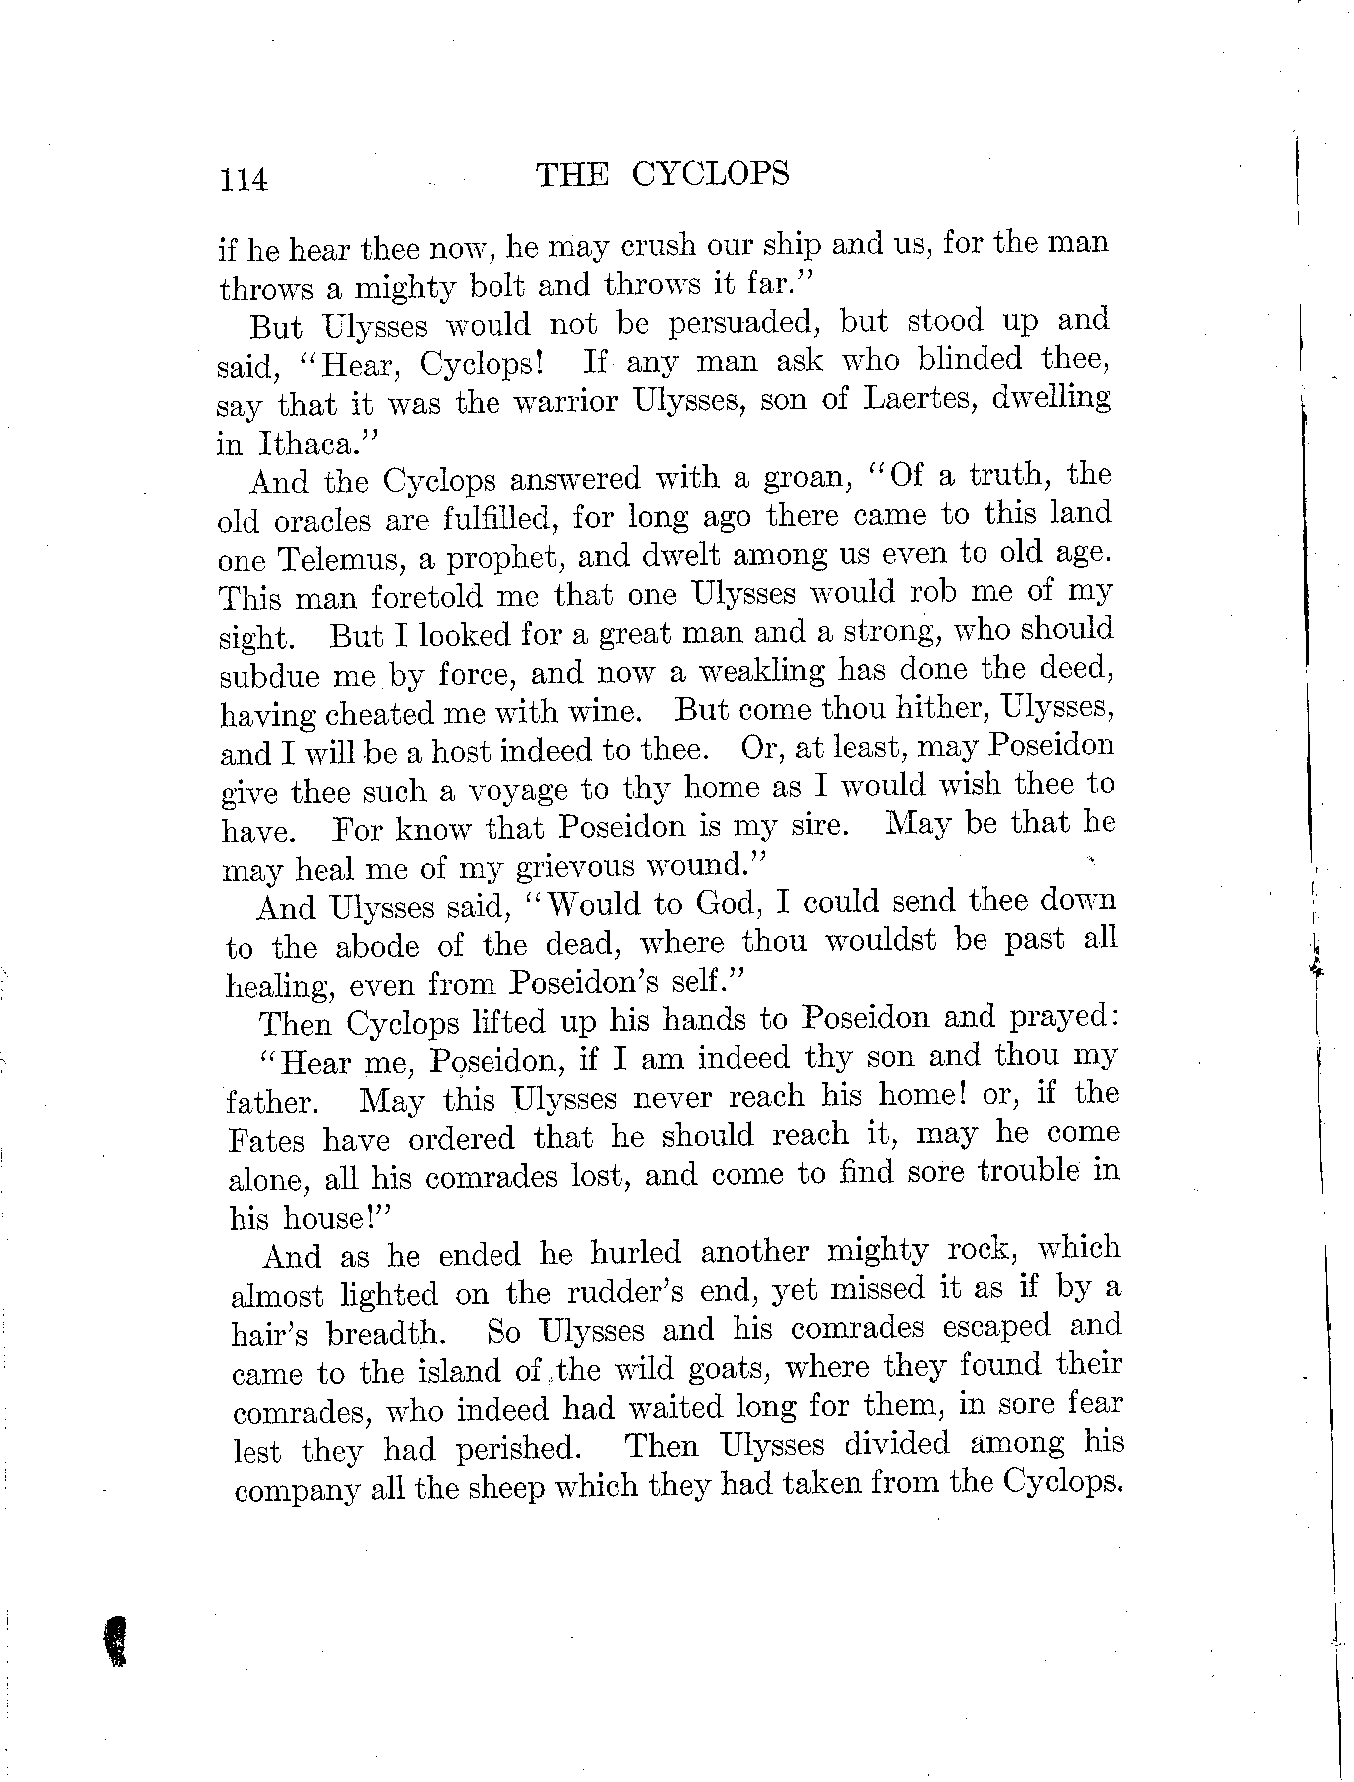 114 THE CYCLOPS
if he hear thee now, he may crush our ship and us, for the man
throws a mighty bolt and throws it far."
But Ulysses would not be persuaded, but stood up and
said, "Hear, Cyclops! If any man ask who blinded thee,
say that it was the warrior Ulysses, son of Laertes, dwelling
in Ithaca."
And the Cyclops answered with a groan, "Of a truth, the
old oracles are fulfilled, for long ago there came to this land
one Telemus, a prophet, and dwelt among us even to old age.
This man foretold me that one Ulysses would rob me of my
sight. But I looked for a great man and a strong, who should
subdue me by force, and now a weakling has done the deed,
having cheated me with wine. But come thou hither, Ulysses,
and I will be a host indeed to thee. Or, at least, may Poseidon
give thee such a voyage to thy home as I would wish thee to
have. For know that Poseidon is my sire. May be that he
may heal me of my grievous wound."
And Ulysses said, "Would to God, I could send thee down
to the abode of the dead, where thou wouldst be past all
healing, even from Poseidon's self."
Then Cyclops lifted up his hands to Poseidon and prayed:
"Hear me, Poseidon, if I am indeed thy son and thou my
father. May this Ulysses never reach his home! or, if the
Fates have ordered that he should reach it, may he come
alone, all his comrades lost, and come to find sore trouble in
his house!"
And as he ended he hurled another mighty rock, which
almost lighted on the rudder's end, yet missed it as if by a
hair's breadth. So Ulysses and his comrades escaped and
came to the island of the wild goats, where they found their
comrades, who indeed had waited long for them, in sore fear
lest they had perished. Then Ulysses divided among his
company all the sheep which they had taken from the Cyclops.